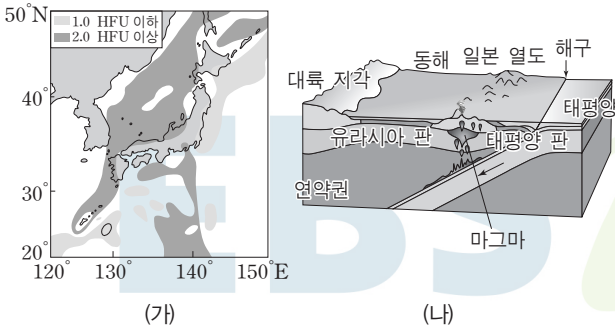 50°N
1.0 HFU 이하
2.0 HFU 이상
40°
30°
20°
120°
130°
140°
150°E
(가)
동해
일본 열도
해구
대륙 지각
태평양
유라시아 판
태평양 판
연약권
마그마
(나)
EBS